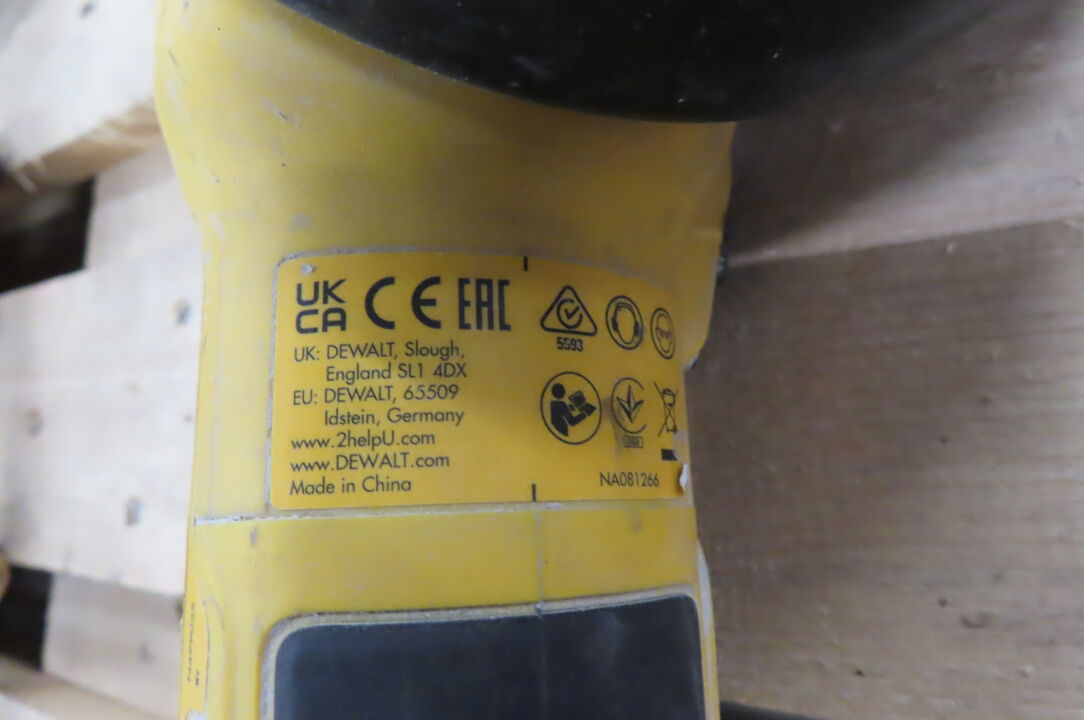 UK
CA CE EAC
5593
UK: DEWALT, Slough,
England SL1 4DX
EU: DEWALT, 65509
Idstein, Germany
www.2helpU.com
www.DEWALT.com
Made in China
NA081266